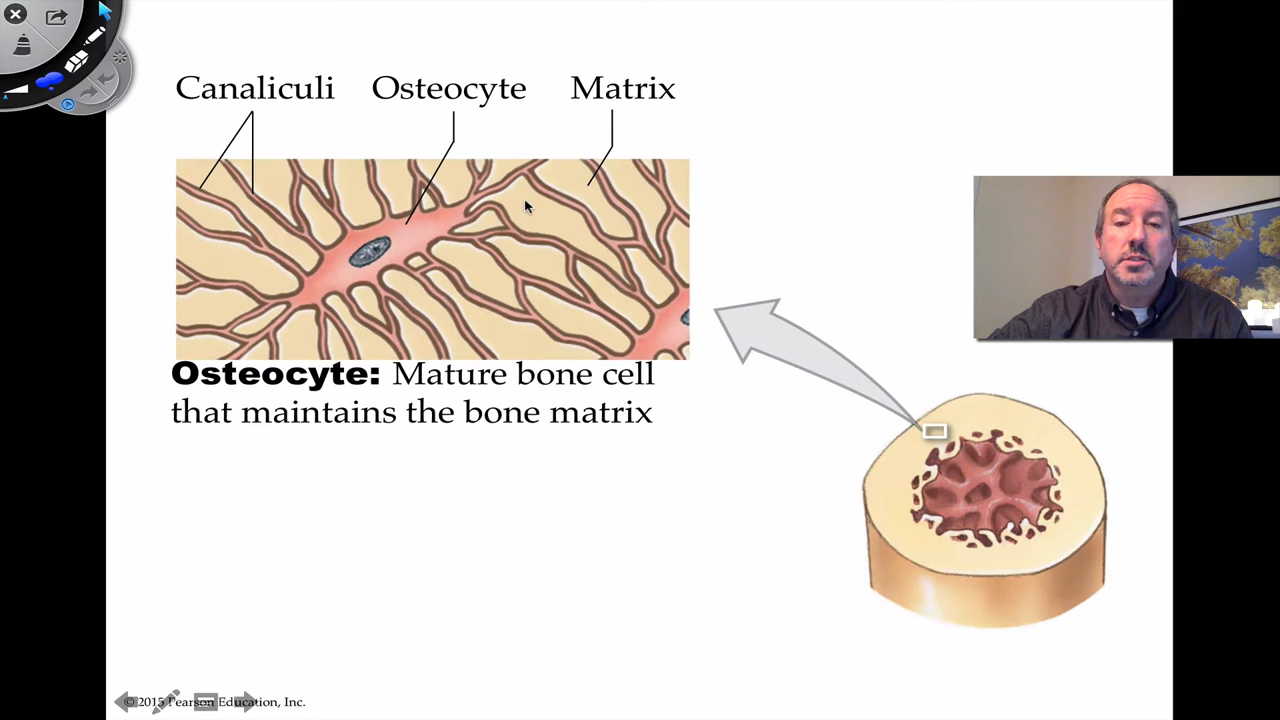 Canaliculi Osteocyte Matrix
Osteocyte: Mature bone cell
that maintains the bone matrix
© 2015 Pearson Education, Inc.